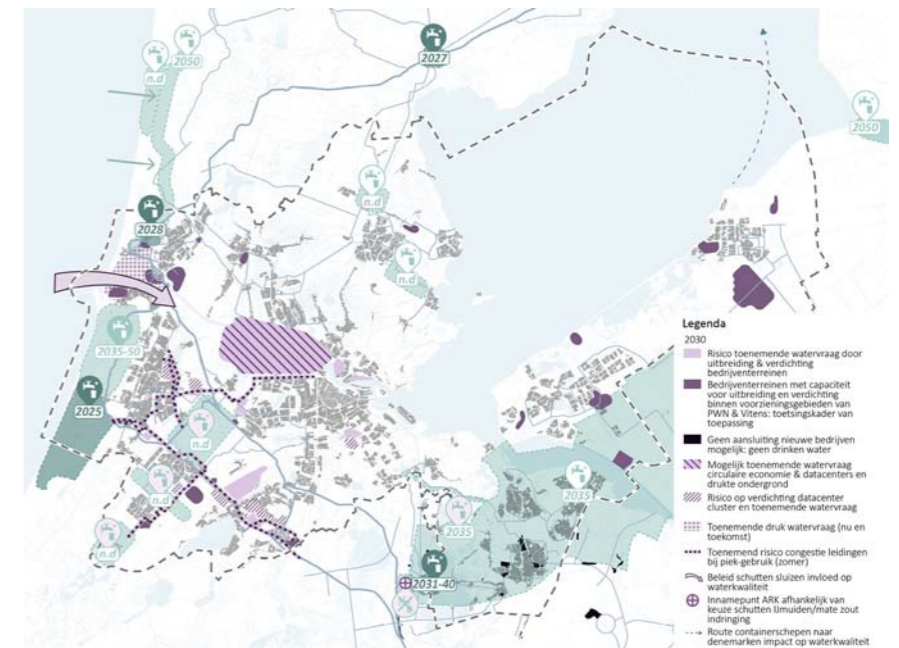 2050
n.d
2027
2050
n.d
2028
n.d
2035-50
2025
n.d
n.d
2035
2035
2031-40
Legenda
2030
Risico toenemende watervraag door
uitbreiding & verdichting
bedrijventerreinen
Bedrijventerreinen met capaciteit
voor uitbreiding en verdichting
binnen voorzieningsgebieden van
PWN & Vitens: toetsingskader van
toepassing
Geen aansluiting nieuwe bedrijven
mogelijk: geen drinken water
Mogelijk toenemende watervraag
circulaire economie & datacenters en
drukte ondergrond
Risico op verdichting datacenter
cluster en toenemende watervraag
Toenemende druk watervraag (nu en
toekomst)
Toenemend risico congestie leidingen
bij piek-gebruik (zomer)
Beleid schutten sluizen invloed op
waterkwaliteit
Innamepunt ARK afhankelijk van
keuze schutten IJmuiden/mate zout
indringing
Route containerschepen naar
denemarken impact op waterkwaliteit